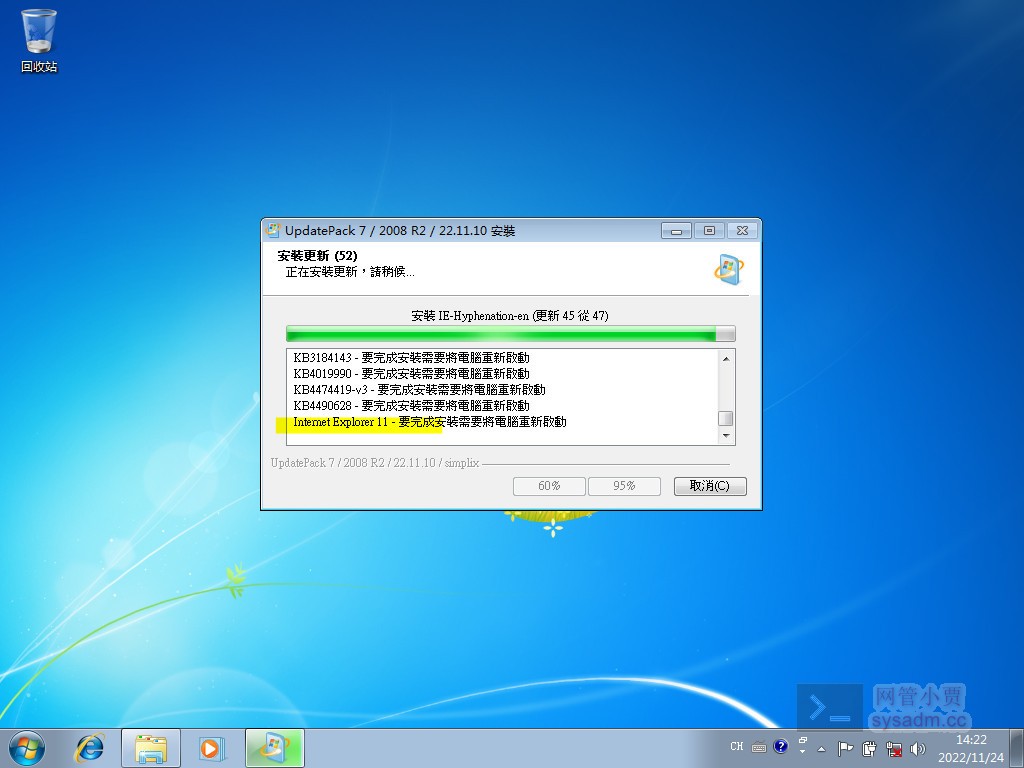 回收站
UpdatePack 7 / 2008 R2 / 22.11.10 安裝
安裝更新 (52)
正在安裝更新，請稍候...
安裝 IE-Hyphenation-en (更新 45 從 47)
KB3184143 - 要完成安裝需要將電腦重新啟動
KB4019990 - 要完成安裝需要將電腦重新啟動
KB4474419-v3 - 要完成安裝需要將電腦重新啟動
KB4490628 - 要完成安裝需要將電腦重新啟動
Internet Explorer 11 - 要完成安裝需要將電腦重新啟動
UpdatePack 7 / 2008 R2 / 22.11.10 / simplix
60%
95%
取消(C)
网管小贾
sysadm.cc
CH
14:22
2022/11/24